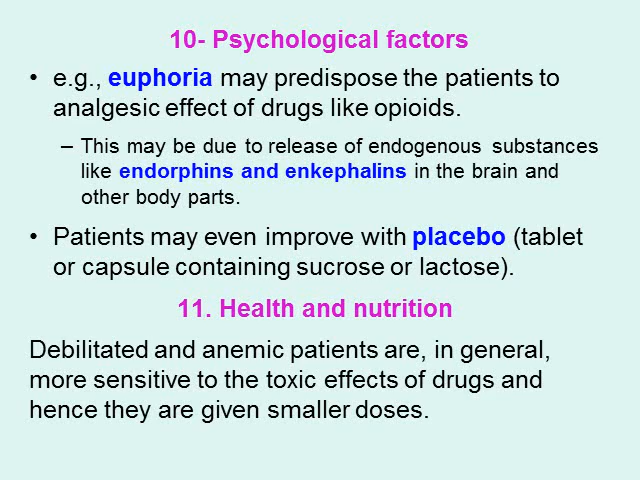 10- Psychological factors
• e.g., euphoria may predispose the patients to
analgesic effect of drugs like opioids.
– This may be due to release of endogenous substances
like endorphins and enkephalins in the brain and
other body parts.
• Patients may even improve with placebo (tablet
or capsule containing sucrose or lactose).
11. Health and nutrition
Debilitated and anemic patients are, in general,
more sensitive to the toxic effects of drugs and
hence they are given smaller doses.